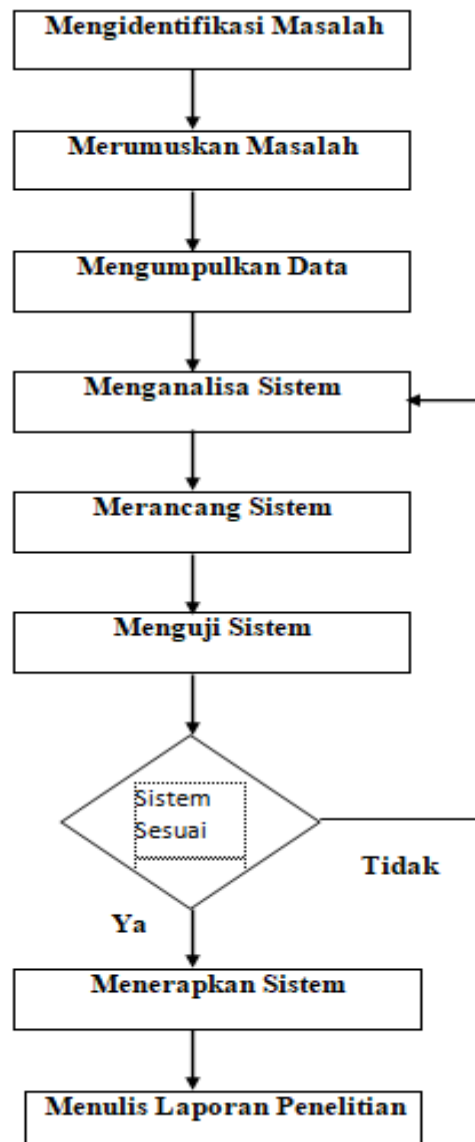 Mengidentifikasi Masalah
Merumuskan Masalah
Mengumpulkan Data
Menganalisa Sistem
Merancang Sistem
Menguji Sistem
Sistem
Sesuai
Tidak
Ya
Menerapkan Sistem
Menulis Laporan Penelitian